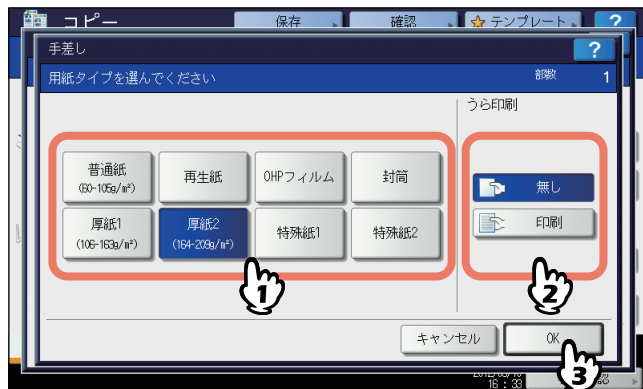 コピー
保存
確認
テンプレート
?
手差し
?
用紙タイプを選んでください
部数 1
うら印刷
普通紙
(60-105g/m²)
再生紙
OHPフィルム
封筒
無し
厚紙1
(106-163g/m²)
厚紙2
(164-209g/m²)
特殊紙1
特殊紙2
印刷
1
2
キャンセル
OK
3
16 : 33